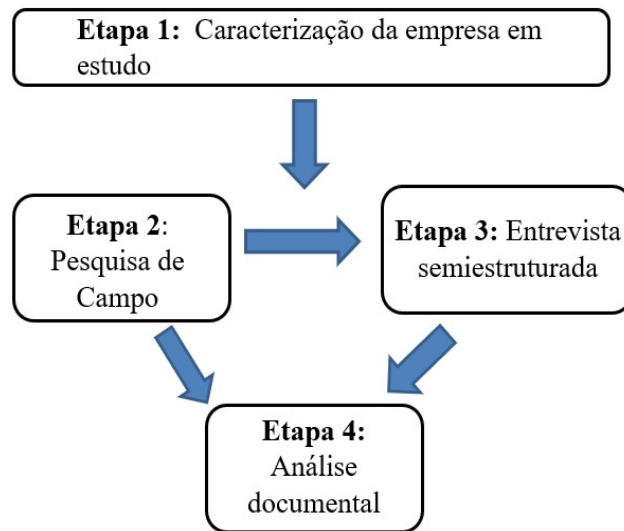 Etapa 1: Caracterização da empresa em
estudo
Etapa 2:
Pesquisa de
Campo
Etapa 3: Entrevista
semiestruturada
Etapa 4:
Análise
documental